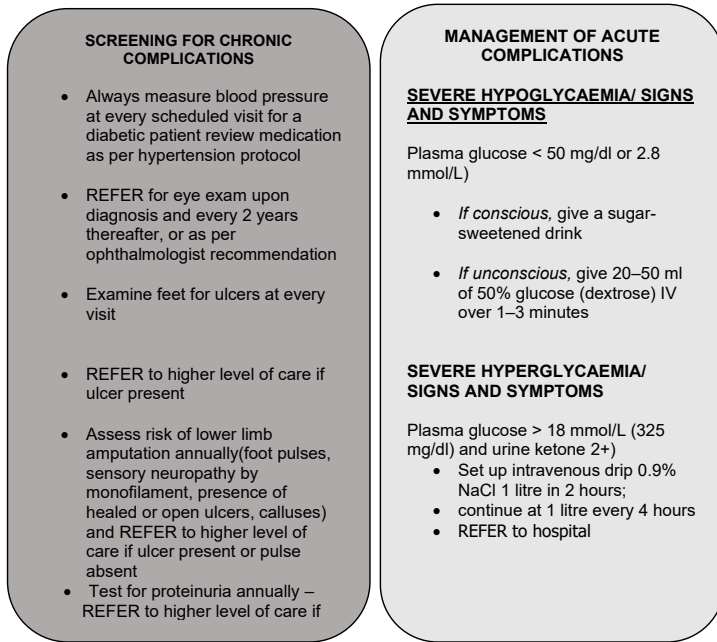 SCREENING FOR CHRONIC
COMPLICATIONS
• Always measure blood pressure
at every scheduled visit for a
diabetic patient review medication
as per hypertension protocol
• REFER for eye exam upon
diagnosis and every 2 years
thereafter, or as per
ophthalmologist recommendation
• Examine feet for ulcers at every
visit
• REFER to higher level of care if
ulcer present
• Assess risk of lower limb
amputation annually(foot pulses,
sensory neuropathy by
monofilament, presence of
healed or open ulcers, calluses)
and REFER to higher level of
care if ulcer present or pulse
absent
• Test for proteinuria annually –
REFER to higher level of care if
MANAGEMENT OF ACUTE
COMPLICATIONS
SEVERE HYPOGLYCAEMIA/ SIGNS
AND SYMPTOMS
Plasma glucose < 50 mg/dl or 2.8
mmol/L)
• If conscious, give a sugar-
sweetened drink
• If unconscious, give 20–50 ml
of 50% glucose (dextrose) IV
over 1–3 minutes
SEVERE HYPERGLYCAEMIA/
SIGNS AND SYMPTOMS
Plasma glucose > 18 mmol/L (325
mg/dl) and urine ketone 2+)
• Set up intravenous drip 0.9%
NaCl 1 litre in 2 hours;
• continue at 1 litre every 4 hours
• REFER to hospital